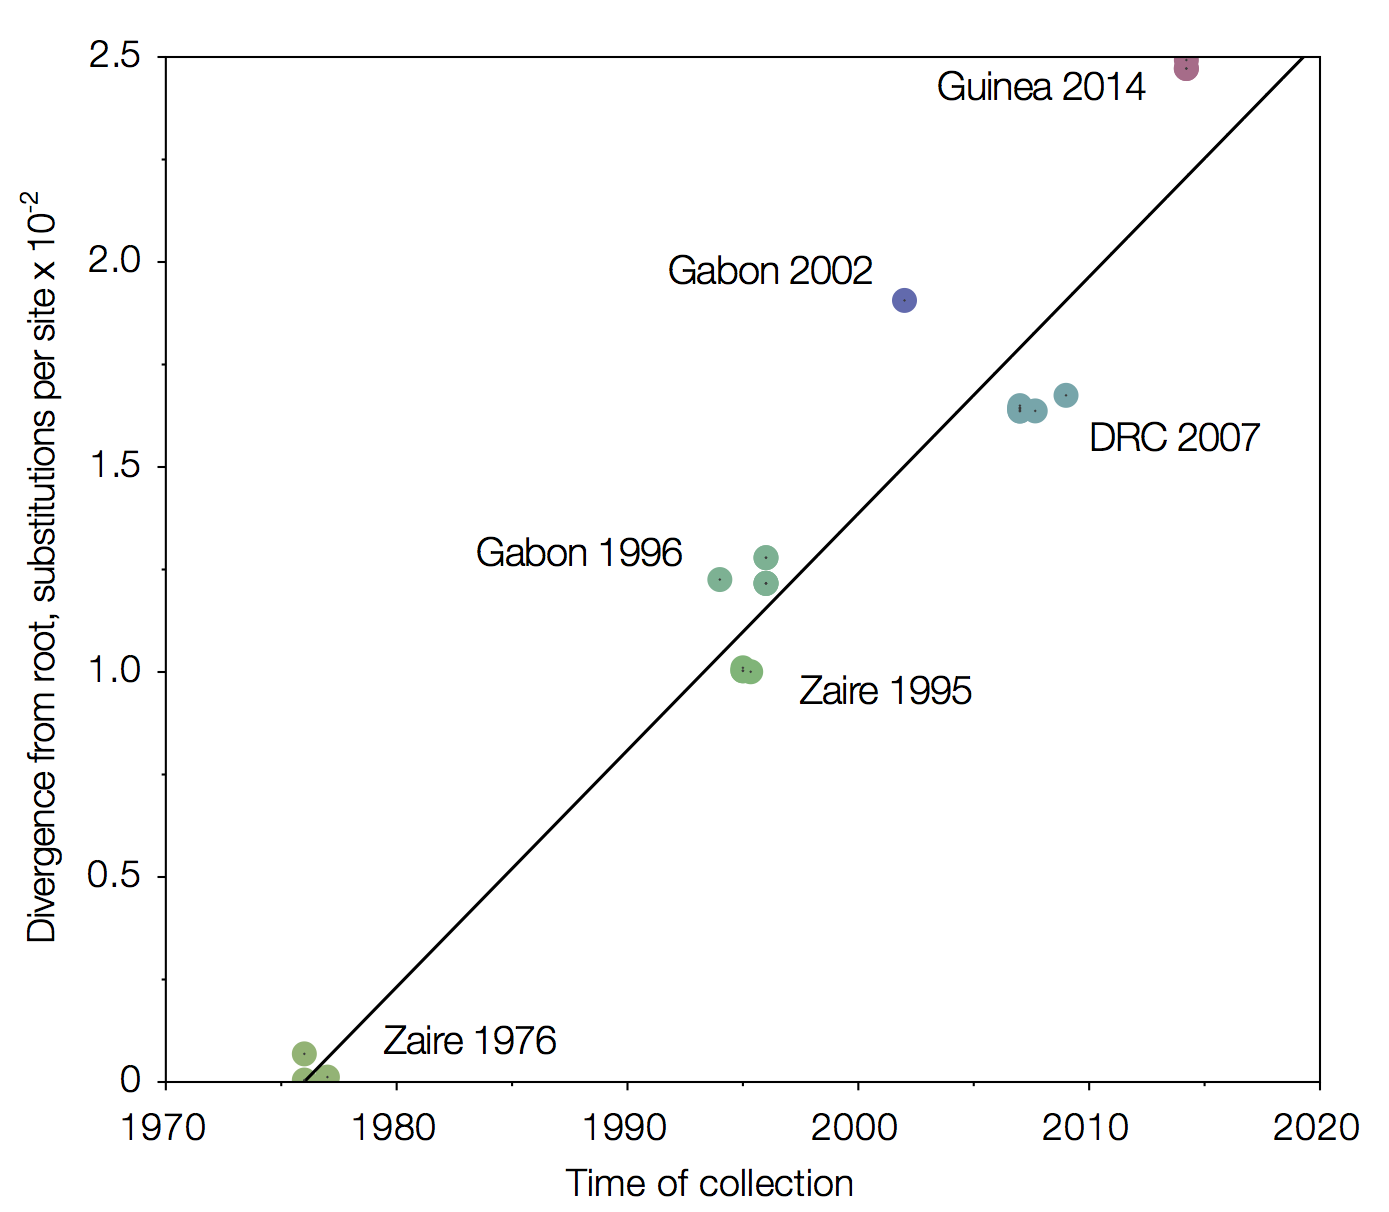 2.5
2.0
1.5
1.0
0.5
0
Divergence from root, substitutions per site x 10⁻²
Guinea 2014
Gabon 2002
DRC 2007
Gabon 1996
Zaire 1995
Zaire 1976
1970 1980 1990 2000 2010 2020
Time of collection